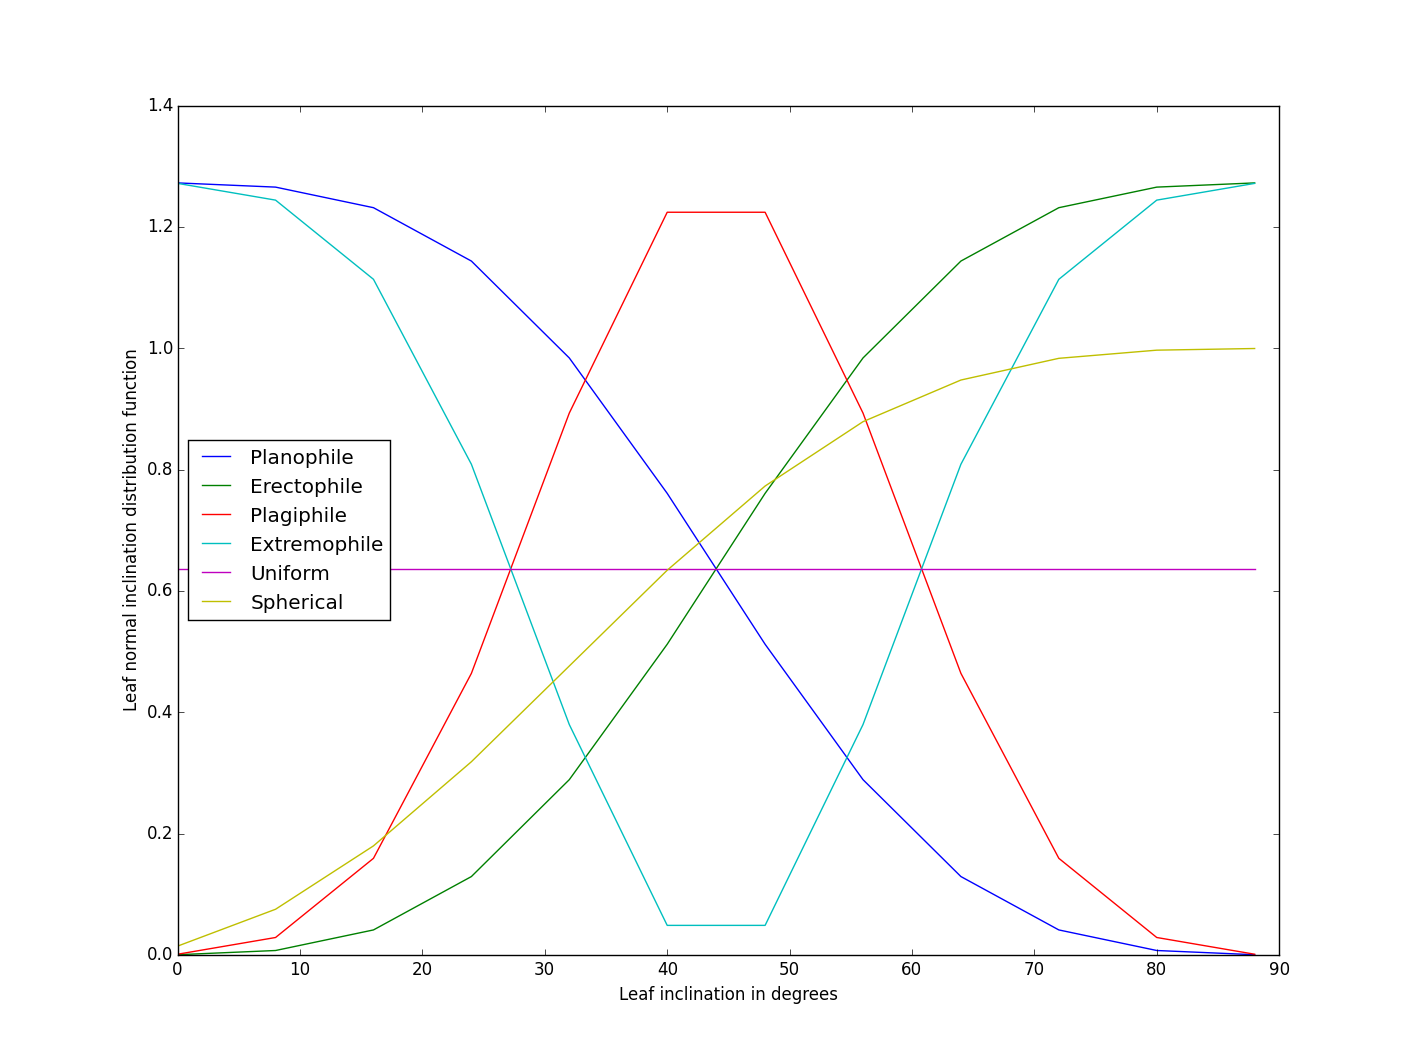 1.4
1.2
1.0
0.8
0.6
0.4
0.2
0.0
Leaf normal inclination distribution function
Planophile
Erectophile
Plagiphile
Extremophile
Uniform
Spherical
0 10 20 30 40 50 60 70 80 90
Leaf inclination in degrees